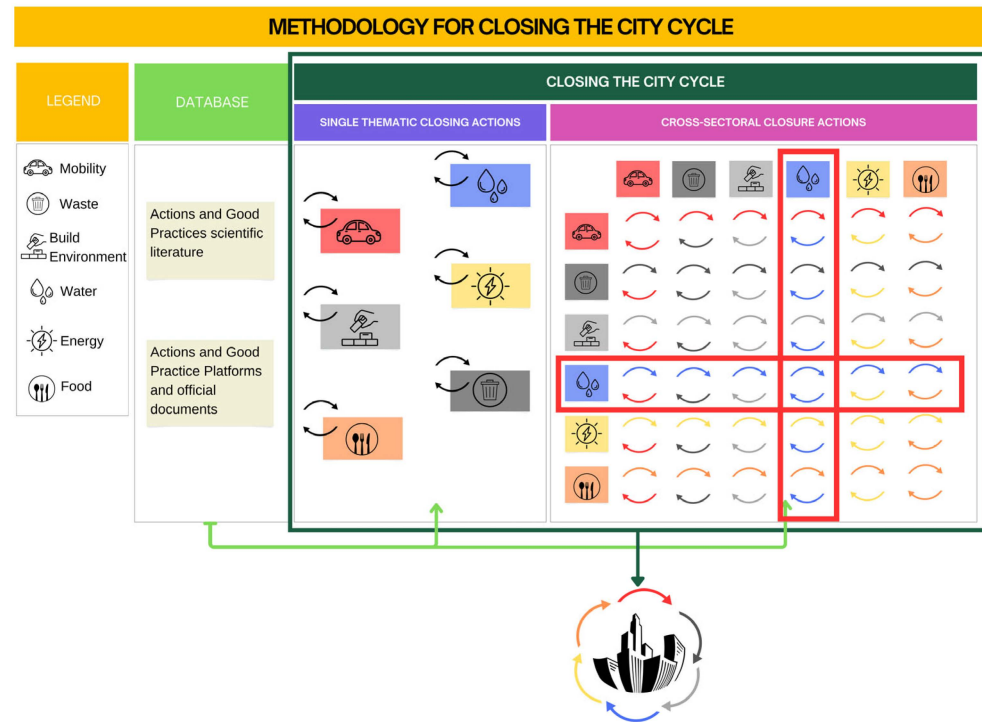 METHODOLOGY FOR CLOSING THE CITY CYCLE
LEGEND
DATABASE
CLOSING THE CITY CYCLE
SINGLE THEMATIC CLOSING ACTIONS
CROSS-SECTORAL CLOSURE ACTIONS
Mobility
Waste
Build
Environment
Water
Energy
Food
Actions and Good
Practices scientific
literature
Actions and Good
Practice Platforms
and official
documents